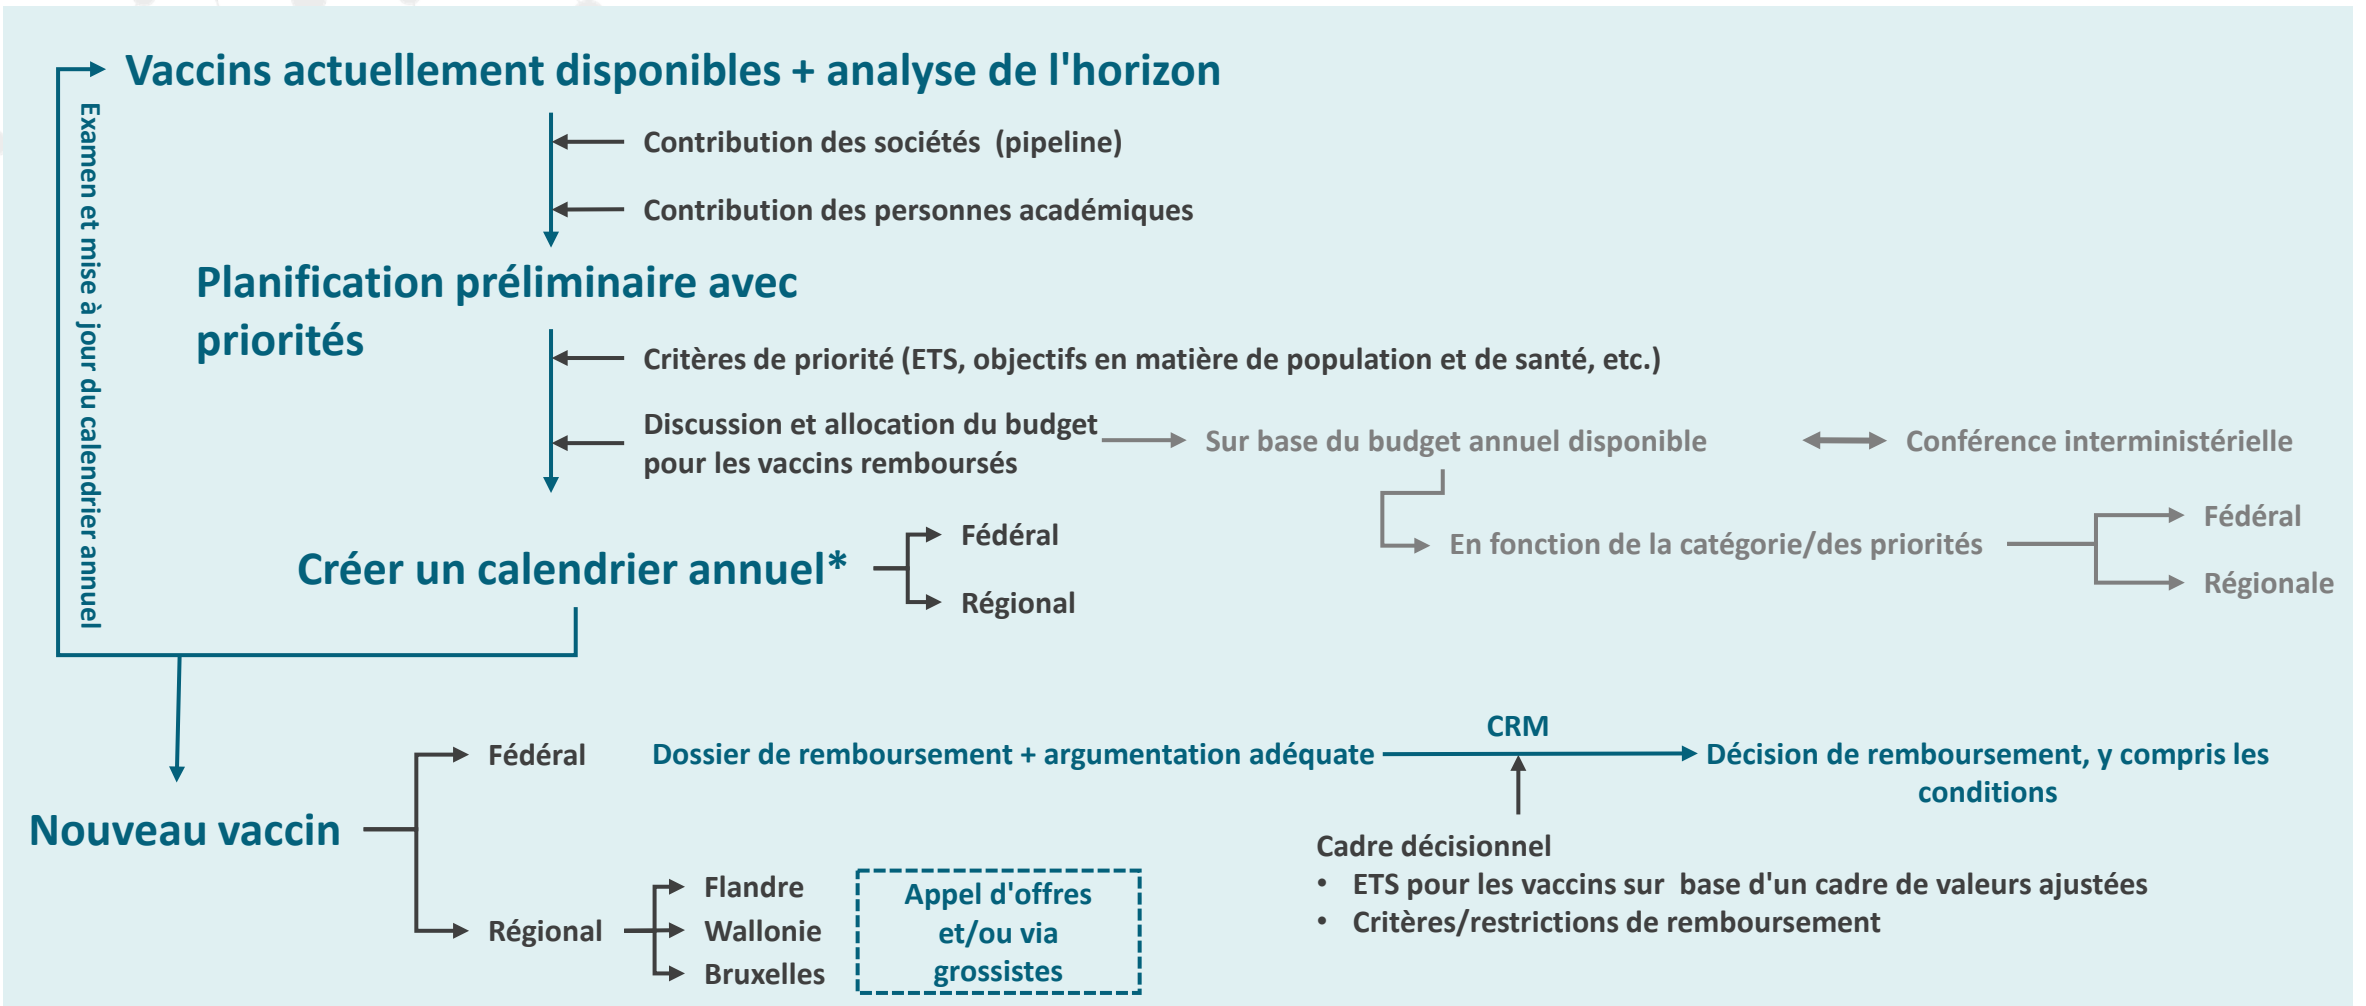 Vaccins actuellement disponibles + analyse de l'horizon
Examen et mise à jour du calendrier annuel
Contribution des sociétés (pipeline)
Contribution des personnes académiques
Planification préliminaire avec
priorités
Critères de priorité (ETS, objectifs en matière de population et de santé, etc.)
Discussion et allocation du budget
pour les vaccins remboursés
Sur base du budget annuel disponible
Conférence interministérielle
En fonction de la catégorie/des priorités
Fédéral
Régionale
Créer un calendrier annuel*
Fédéral
Régional
Nouveau vaccin
Fédéral
Dossier de remboursement + argumentation adéquate
CRM
Décision de remboursement, y compris les
conditions
Cadre décisionnel
• ETS pour les vaccins sur base d'un cadre de valeurs ajustées
• Critères/restrictions de remboursement
Régional
Flandre
Wallonie
Bruxelles
Appel d'offres
et/ou via
grossistes